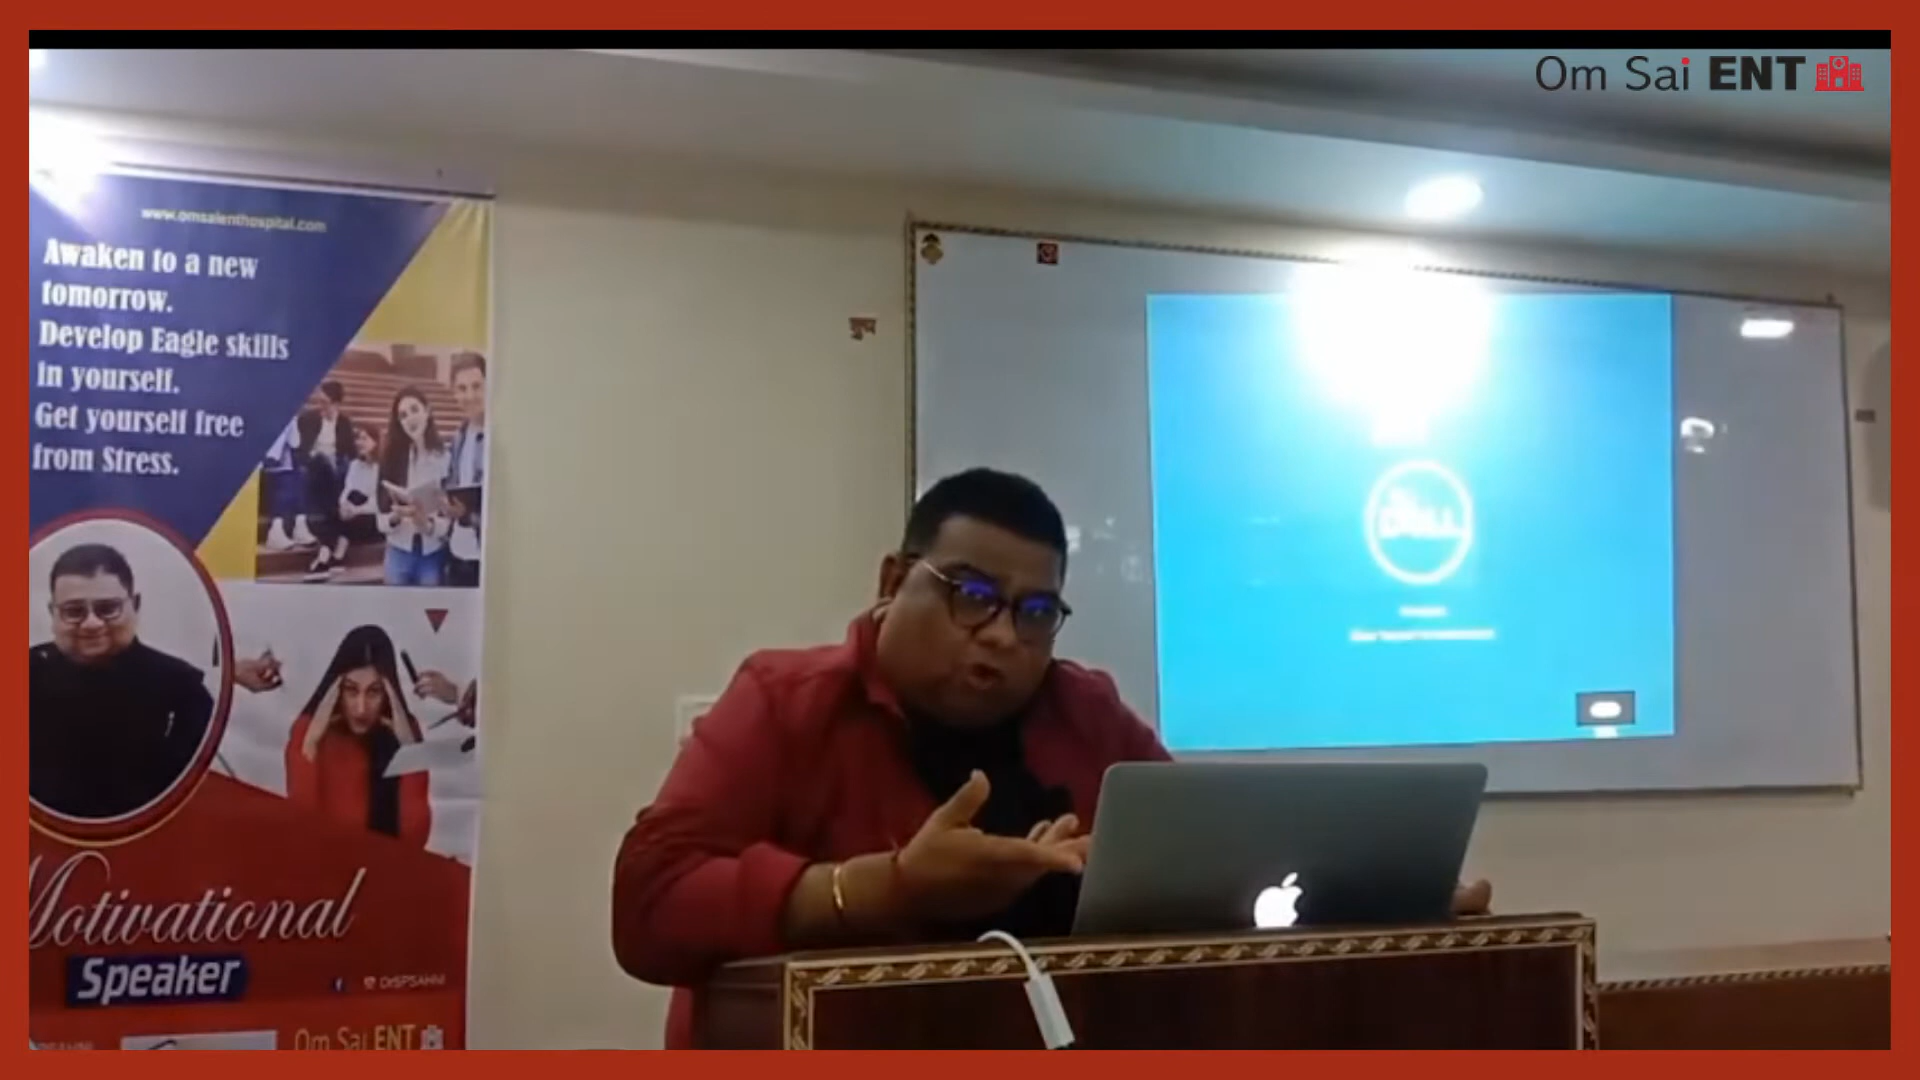 Om Sai ENT
www.omsaienthospital.com
Awaken to a new
tomorrow.
Develop Eagle skills
in yourself.
Get yourself free
from Stress.
DELL
Motivational
Speaker
f DrSPSAHNI
Om Sai ENT